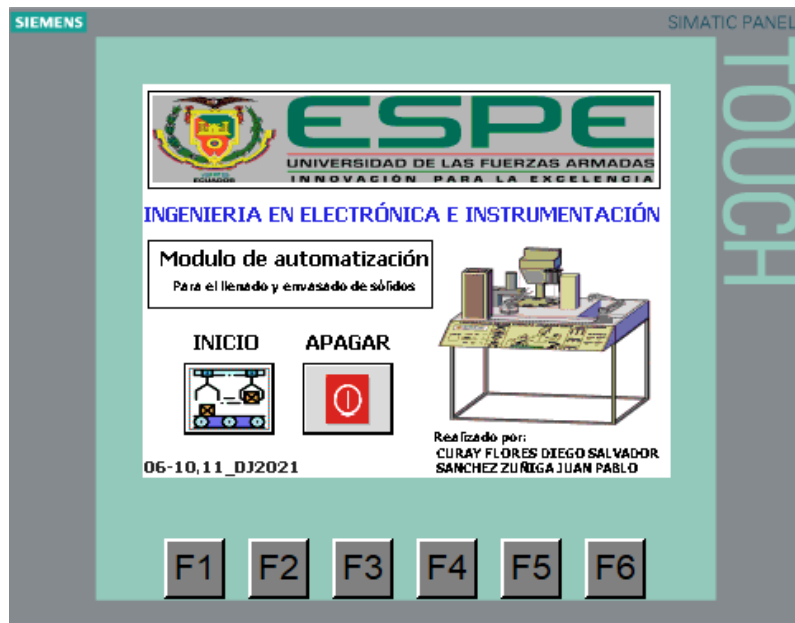 SIEMENS
SIMATIC PANEL
TOUCH
ECUADOR
ESPE
UNIVERSIDAD DE LAS FUERZAS ARMADAS
INNOVACIÓN PARA LA EXCELENCIA
INGENIERIA EN ELECTRÓNICA E INSTRUMENTACIÓN
Modulo de automatización
Para el llenado y envasado de sólidos
INICIO APAGAR
Realizado por:
CURAY FLORES DIEGO SALVADOR
SANCHEZ ZUÑIGA JUAN PABLO
06-10,11_DJ2021
F1 F2 F3 F4 F5 F6